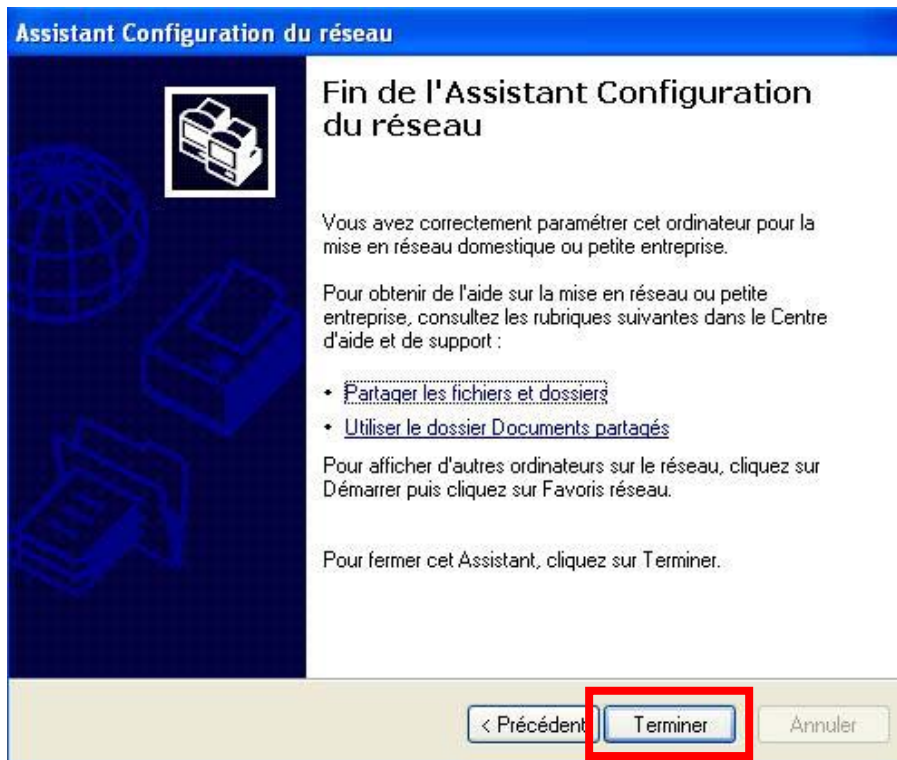 Assistant Configuration du réseau
Fin de l'Assistant Configuration
du réseau
Vous avez correctement paramétrer cet ordinateur pour la
mise en réseau domestique ou petite entreprise.
Pour obtenir de l'aide sur la mise en réseau ou petite
entreprise, consultez les rubriques suivantes dans le Centre
d'aide et de support :
• Partager les fichiers et dossiers
• Utiliser le dossier Documents partagés
Pour afficher d'autres ordinateurs sur le réseau, cliquez sur
Démarrer puis cliquez sur Favoris réseau.
Pour fermer cet Assistant, cliquez sur Terminer.
< Précédent Terminer Annuler